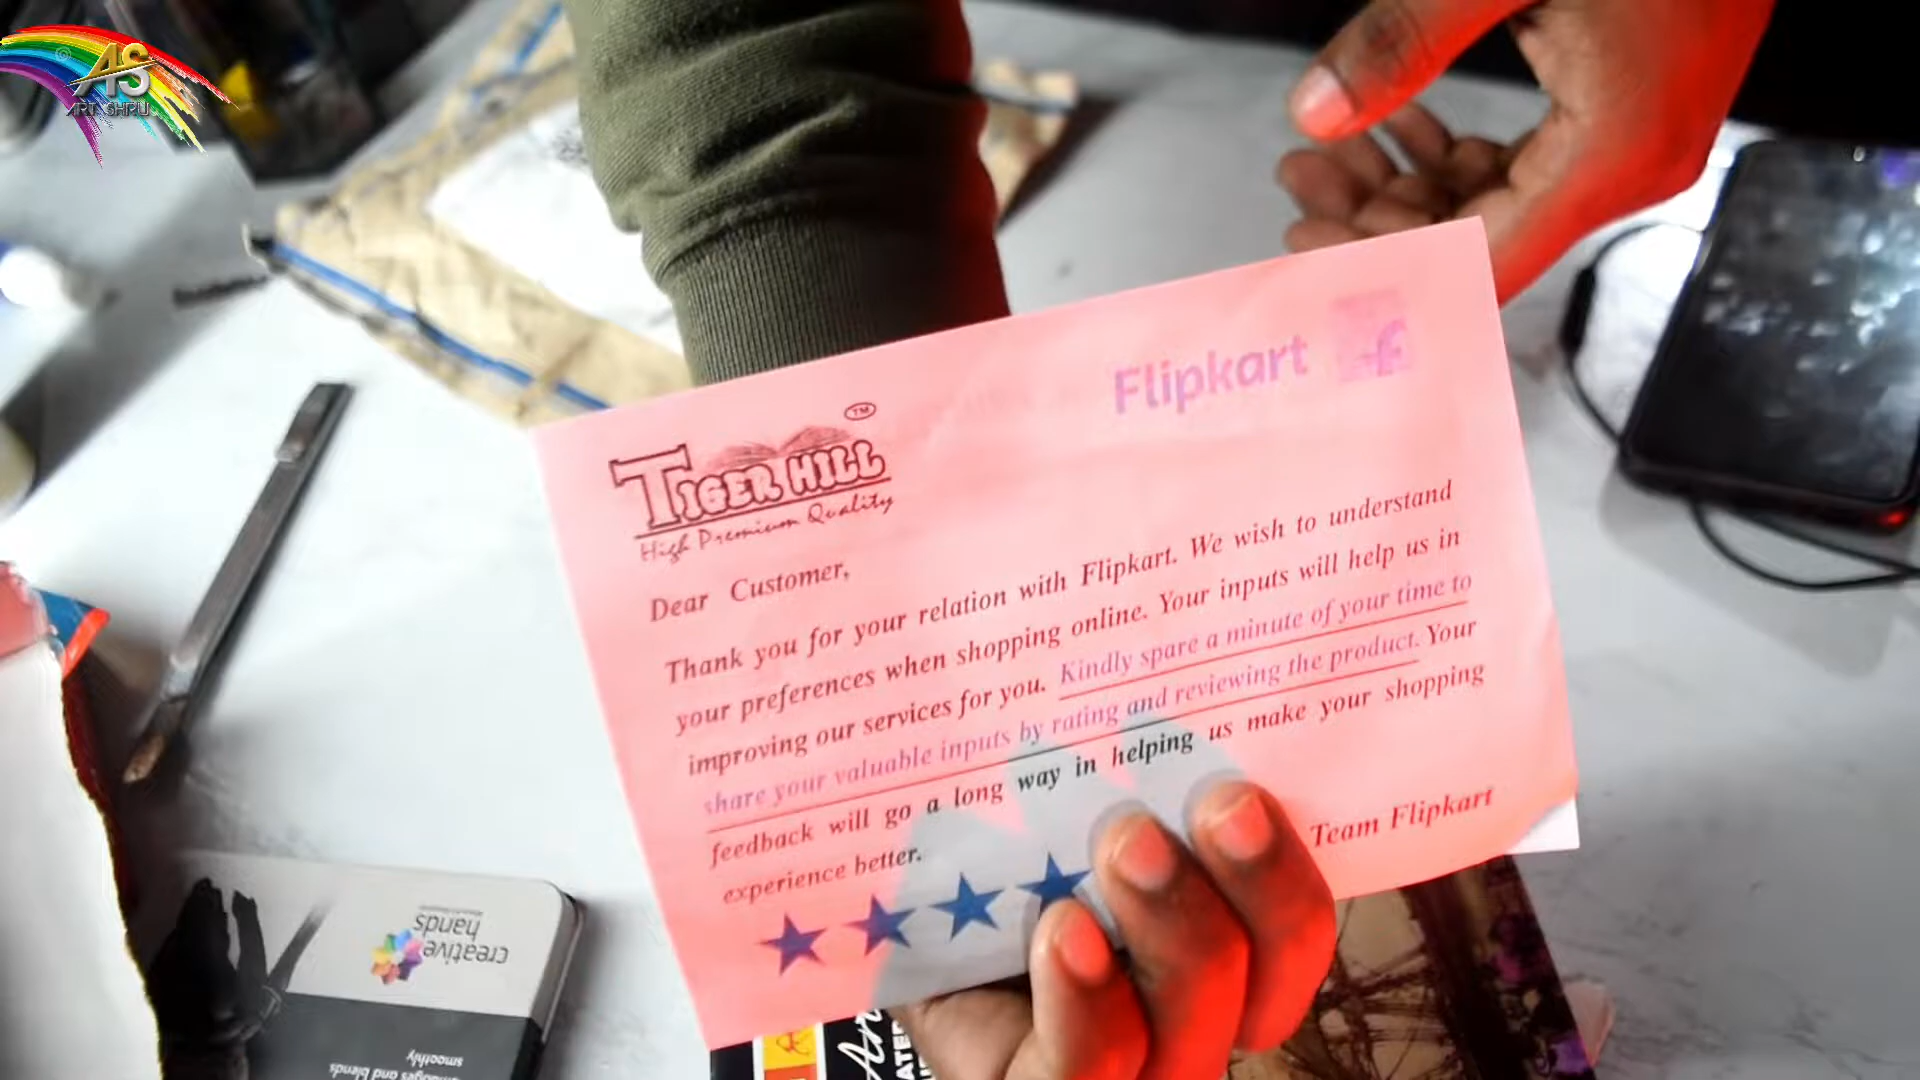 AS
ART SHRU
Flipkart
f
TM
TIGER HILL
High Premium Quality
Dear Customer,
Thank you for your relation with Flipkart. We wish to understand
your preferences when shopping online. Your inputs will help us in
improving our services for you. Kindly spare a minute of your time to
share your valuable inputs by rating and reviewing the product. Your
feedback will go a long way in helping us make your shopping
experience better.
Team Flipkart
creative
hands
and blends
smoothly